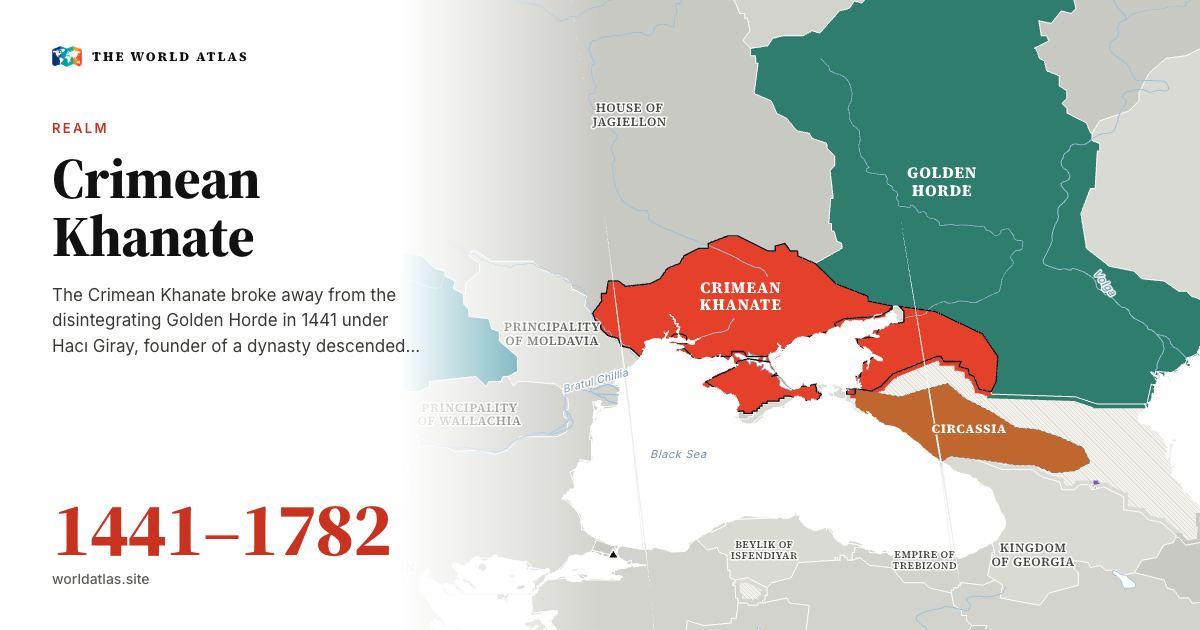 THE WORLD ATLAS
REALM
Crimean
Khanate
The Crimean Khanate broke away from the
disintegrating Golden Horde in 1441 under
Hacı Giray, founder of a dynasty descended...
1441–1782
worldatlas.site
HOUSE OF
JAGIELLON
GOLDEN
HORDE
CRIMEAN
KHANATE
Volga
PRINCIPALITY
OF MOLDAVIA
Bratul Chillia
PRINCIPALITY
OF WALLACHIA
CIRCASSIA
Black Sea
BEYLIK OF
ISFENDIYAR
EMPIRE OF
TREBIZOND
KINGDOM
OF GEORGIA